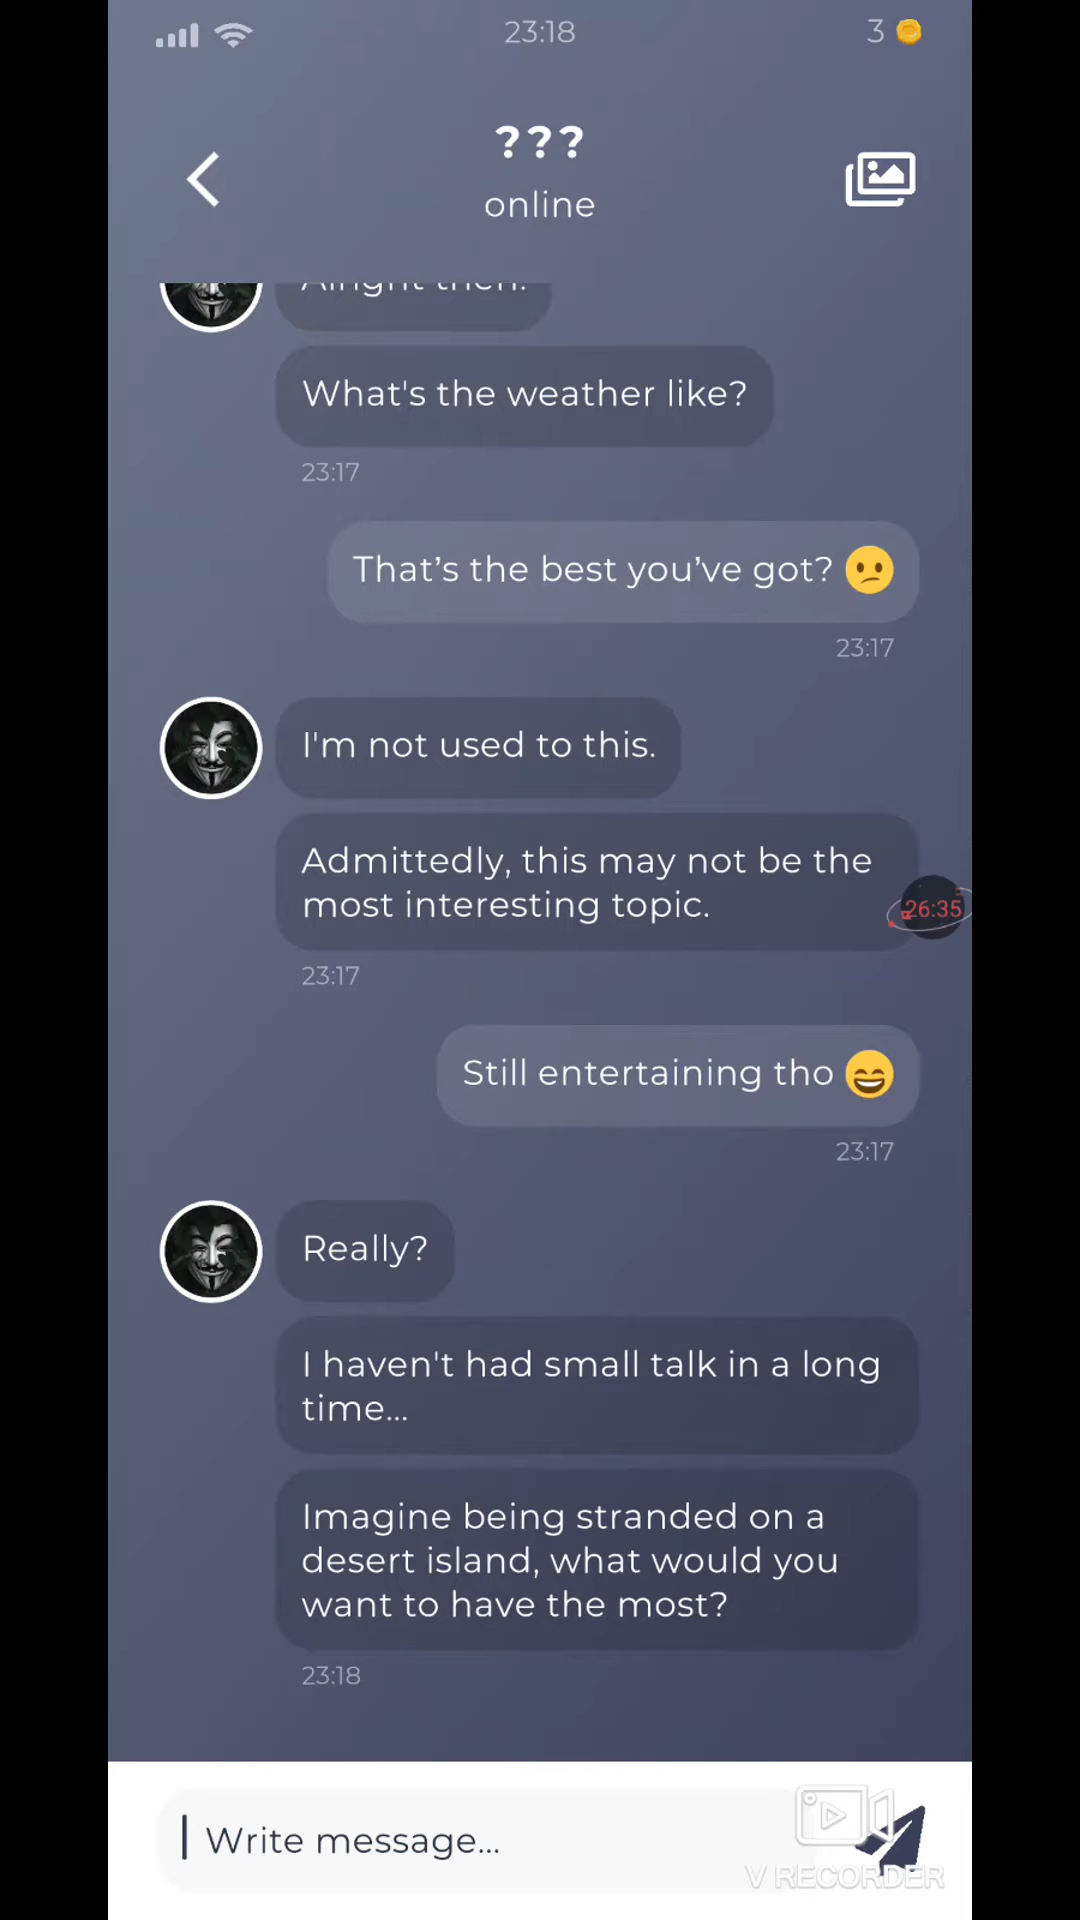 23:18
3
???
online
Alright then.
What's the weather like?
23:17
That’s the best you’ve got?
23:17
I'm not used to this.
Admittedly, this may not be the
most interesting topic.
26:35
23:17
Still entertaining tho
23:17
Really?
I haven't had small talk in a long
time...
Imagine being stranded on a
desert island, what would you
want to have the most?
23:18
Write message...
V RECORDER